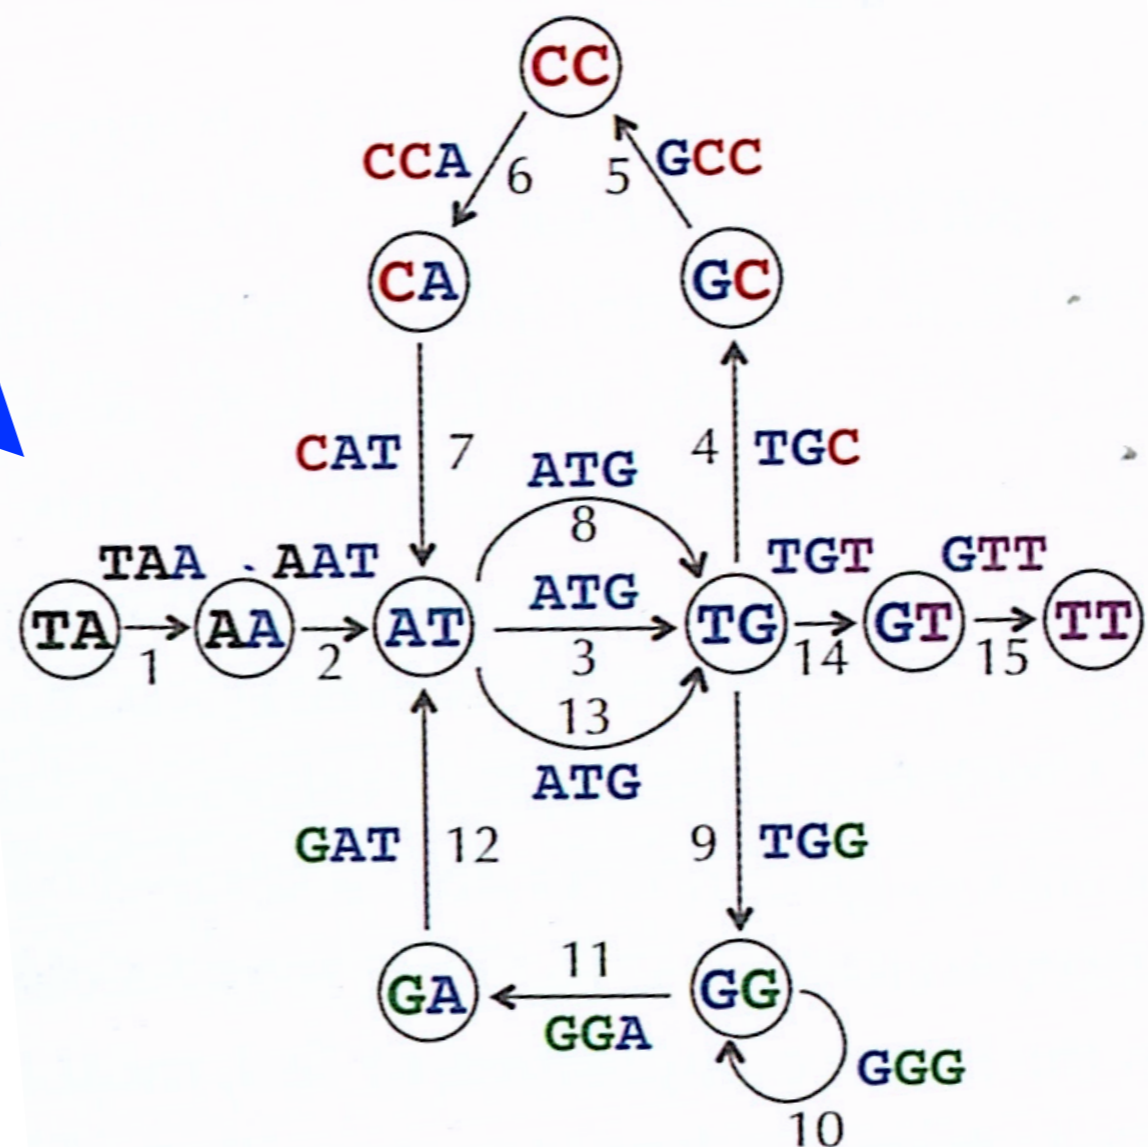 CC
CCA 6 5 GCC
CA GC
CAT 7 ATG 4 TGC
8
TAA AAT ATG TGT GTT
TA AA AT TG GT TT
1 2 3 14 15
13
ATG
GAT 12 9 TGG
11
GA GG
GGA GGG
10